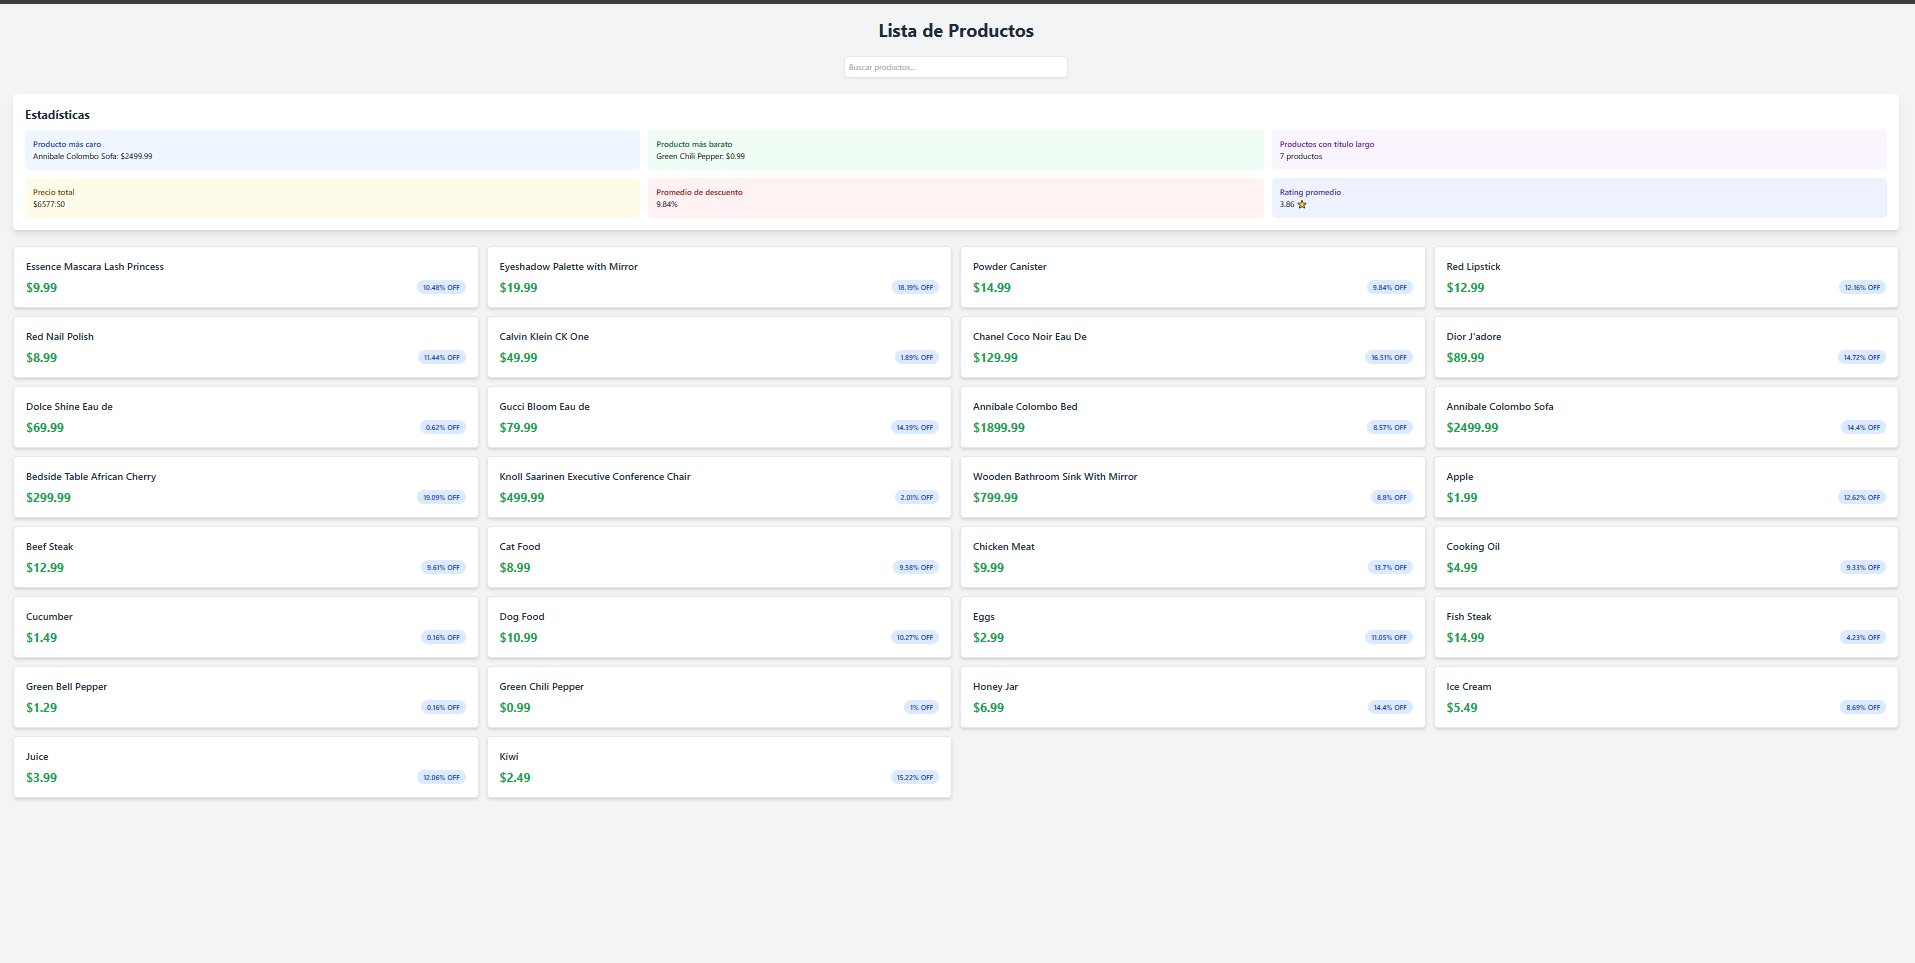 Lista de Productos
Buscar productos...
Estadísticas
Producto más caro
Annibale Colombo Sofa: $2499.99
Producto más barato
Green Chili Pepper: $0.99
Productos con título largo
7 productos
Precio total
$6577.50
Promedio de descuento
9.84%
Rating promedio
3.86 ⭐
Essence Mascara Lash Princess
$9.99
10.48% OFF
Eyeshadow Palette with Mirror
$19.99
18.19% OFF
Powder Canister
$14.99
9.84% OFF
Red Lipstick
$12.99
12.16% OFF
Red Nail Polish
$8.99
11.44% OFF
Calvin Klein CK One
$49.99
1.89% OFF
Chanel Coco Noir Eau De
$129.99
16.51% OFF
Dior J'adore
$89.99
14.72% OFF
Dolce Shine Eau de
$69.99
0.62% OFF
Gucci Bloom Eau de
$79.99
14.39% OFF
Annibale Colombo Bed
$1899.99
8.57% OFF
Annibale Colombo Sofa
$2499.99
14.4% OFF
Bedside Table African Cherry
$299.99
19.09% OFF
Knoll Saarinen Executive Conference Chair
$499.99
2.01% OFF
Wooden Bathroom Sink With Mirror
$799.99
8.8% OFF
Apple
$1.99
12.62% OFF
Beef Steak
$12.99
9.61% OFF
Cat Food
$8.99
9.58% OFF
Chicken Meat
$9.99
13.7% OFF
Cooking Oil
$4.99
9.33% OFF
Cucumber
$1.49
0.16% OFF
Dog Food
$10.99
10.27% OFF
Eggs
$2.99
11.05% OFF
Fish Steak
$14.99
4.23% OFF
Green Bell Pepper
$1.29
0.16% OFF
Green Chili Pepper
$0.99
1% OFF
Honey Jar
$6.99
14.4% OFF
Ice Cream
$5.49
8.69% OFF
Juice
$3.99
12.06% OFF
Kiwi
$2.49
15.22% OFF